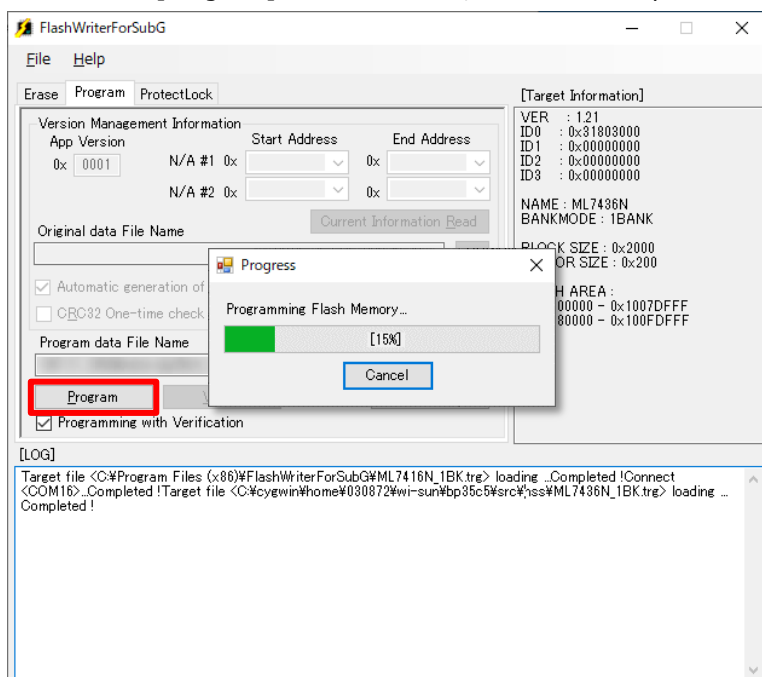 FlashWriterForSubG
File Help
Erase Program ProtectLock
[Target Information]
Version Management Information
App Version Start Address End Address
0x 0001 N/A #1 0x 0x
N/A #2 0x 0x
Current Information Read
Original data File Name
Automatic generation of
CRC32 One-time check
Program data File Name
Program
Programming with Verification
VER : 1.21
ID0 : 0x31803000
ID1 : 0x00000000
ID2 : 0x00000000
ID3 : 0x00000000
NAME : ML7436N
BANKMODE : 1BANK
BLOCK SIZE : 0x2000
OR SIZE : 0x200
H AREA :
00000 - 0x1007DFFF
80000 - 0x100FDFFF
Progress
Programming Flash Memory...
[15%]
Cancel
[LOG]
Target file <C:¥Program Files (x86)¥FlashWriterForSubG¥ML7416N_1BK.trg> loading ...Completed !Connect
<COM16>...Completed !Target file <C:¥cygwin¥home¥030872¥wi-sun¥bp35c5¥src¥hss¥ML7436N_1BK.trg> loading ...
Completed !